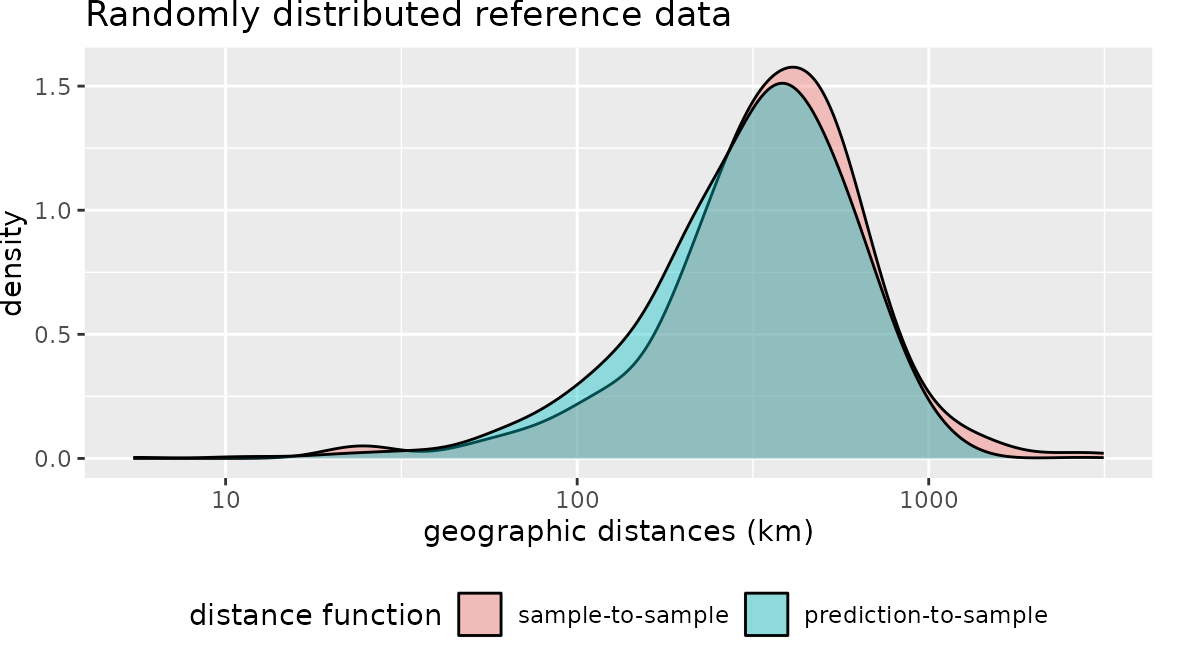 Randomly distributed reference data
density
1.5
1.0
0.5
0.0
10 100 1000
geographic distances (km)
distance function sample-to-sample prediction-to-sample